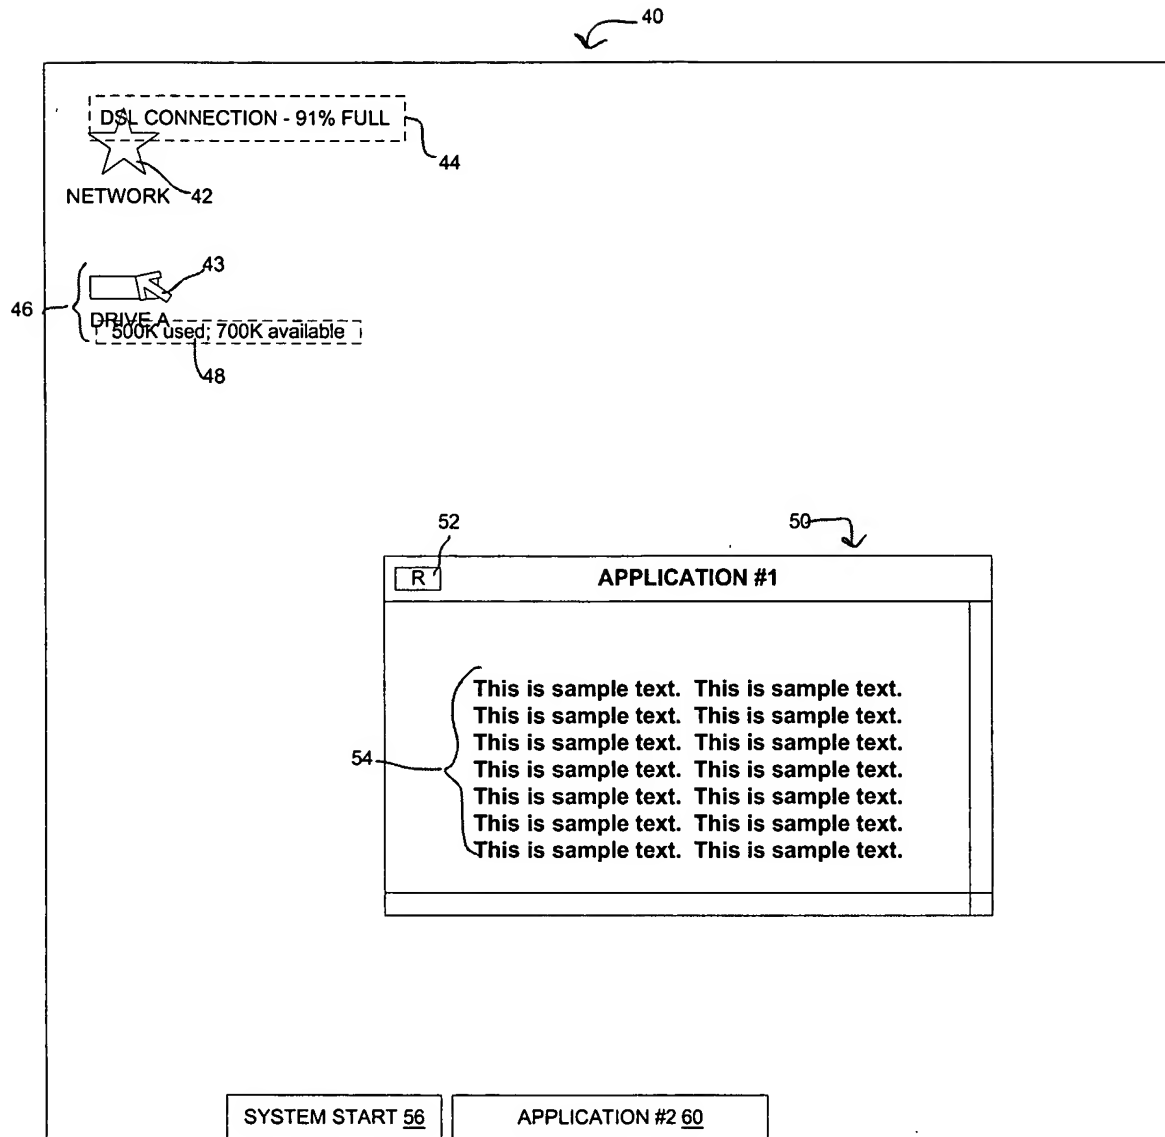 40
DSL CONNECTION - 91% FULL
44
NETWORK
42
43
46
DRIVE A
500K used; 700K available
48
52
50
R
APPLICATION #1
This is sample text. This is sample text.
This is sample text. This is sample text.
This is sample text. This is sample text.
54
This is sample text. This is sample text.
This is sample text. This is sample text.
This is sample text. This is sample text.
This is sample text. This is sample text.
SYSTEM START 56
APPLICATION #2 60